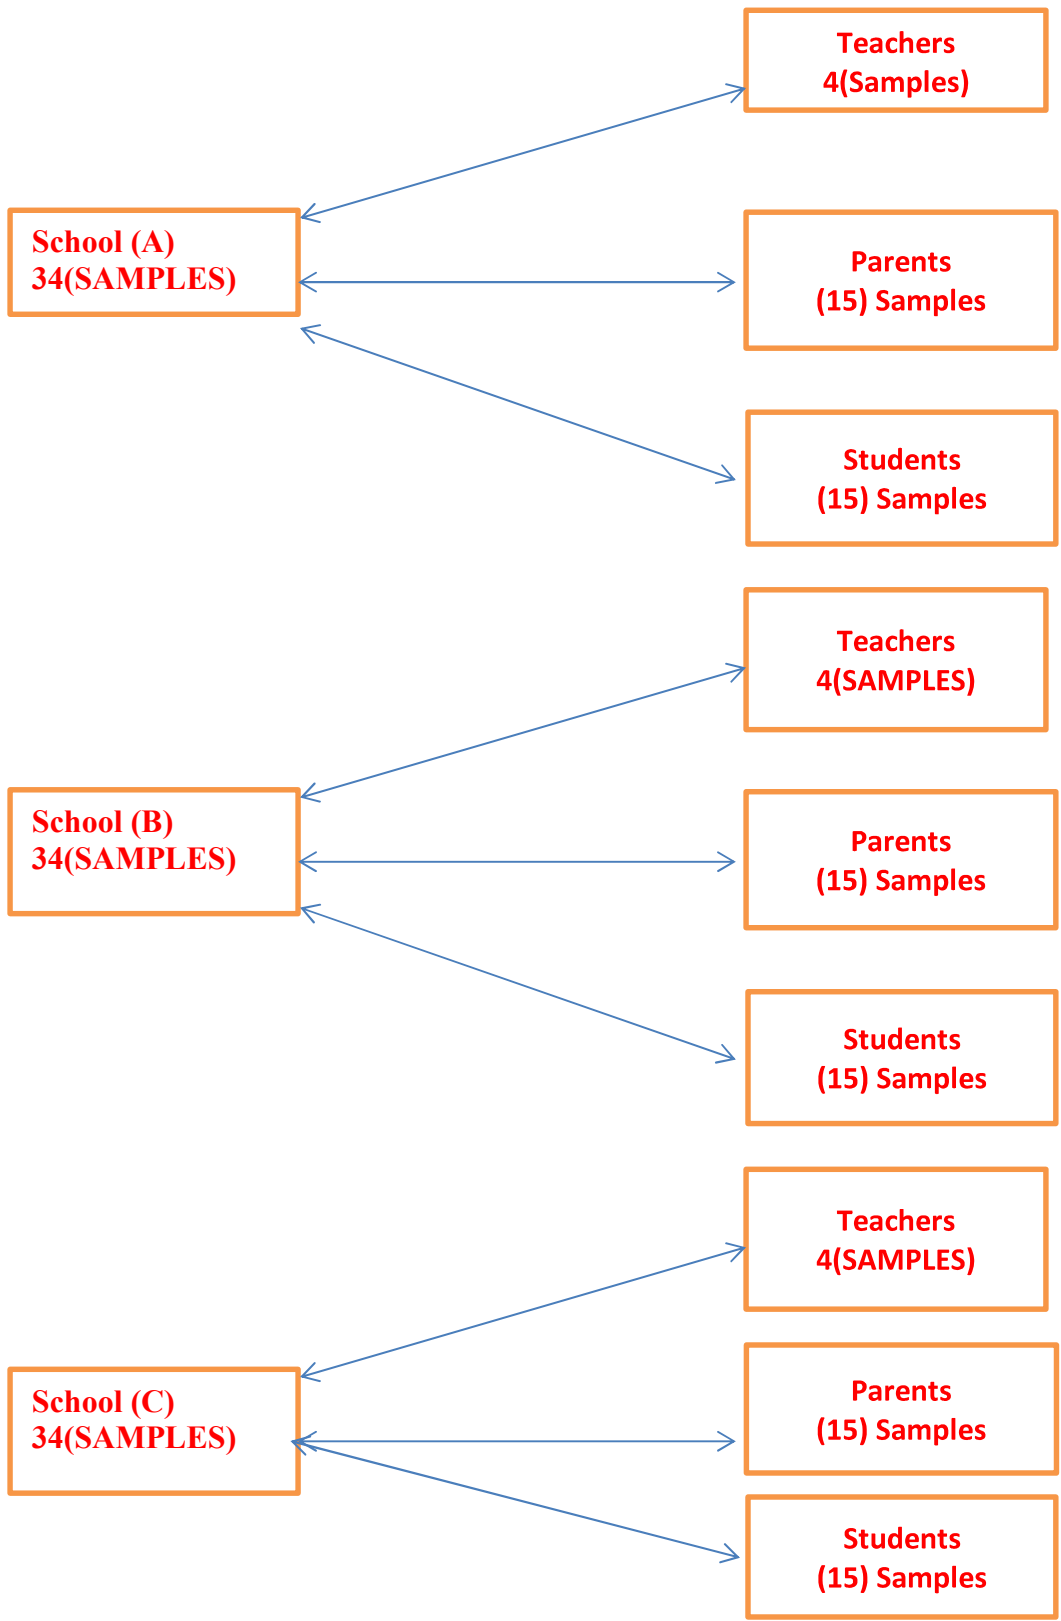 Teachers
4(Samples)
School (A)
34(SAMPLES)
Parents
(15) Samples
Students
(15) Samples
Teachers
4(SAMPLES)
School (B)
34(SAMPLES)
Parents
(15) Samples
Students
(15) Samples
Teachers
4(SAMPLES)
School (C)
34(SAMPLES)
Parents
(15) Samples
Students
(15) Samples